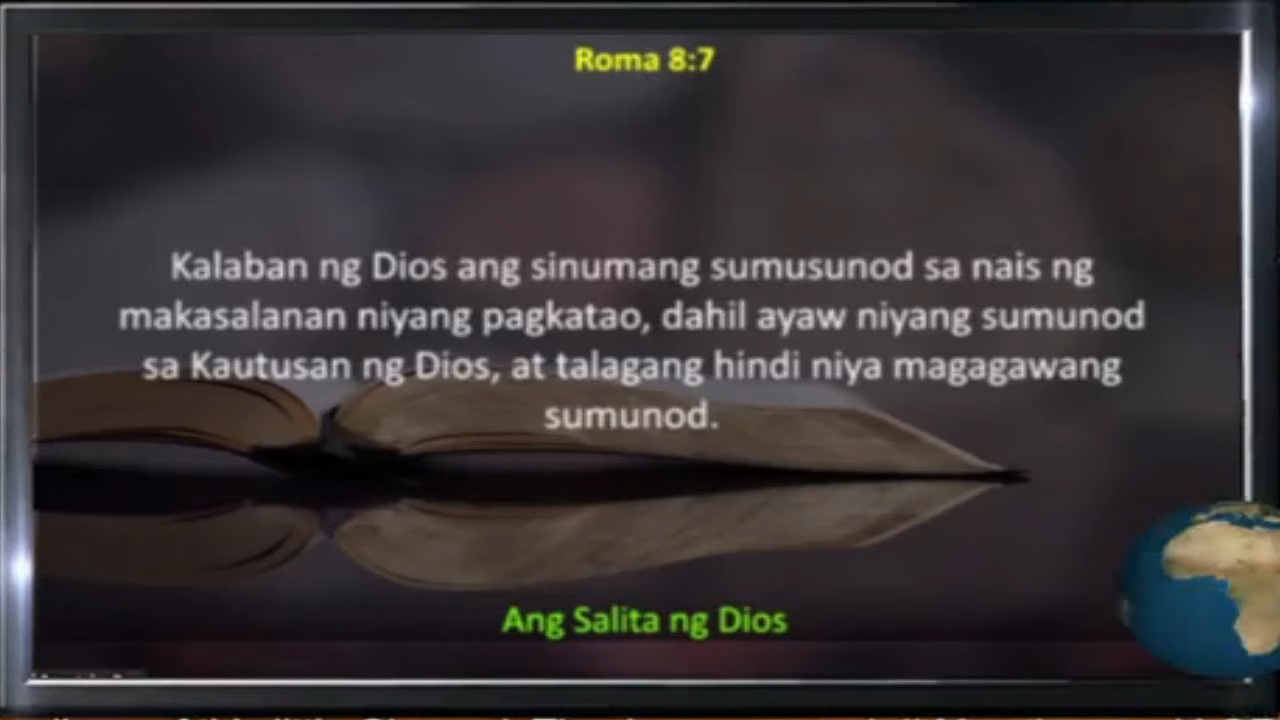 Roma 8:7
Kalaban ng Dios ang sinumang sumusunod sa nais ng
makasalanan niyang pagkatao, dahil ayaw niyang sumunod
sa Kautusan ng Dios, at talagang hindi niya magagawang
sumunod.
Ang Salita ng Dios